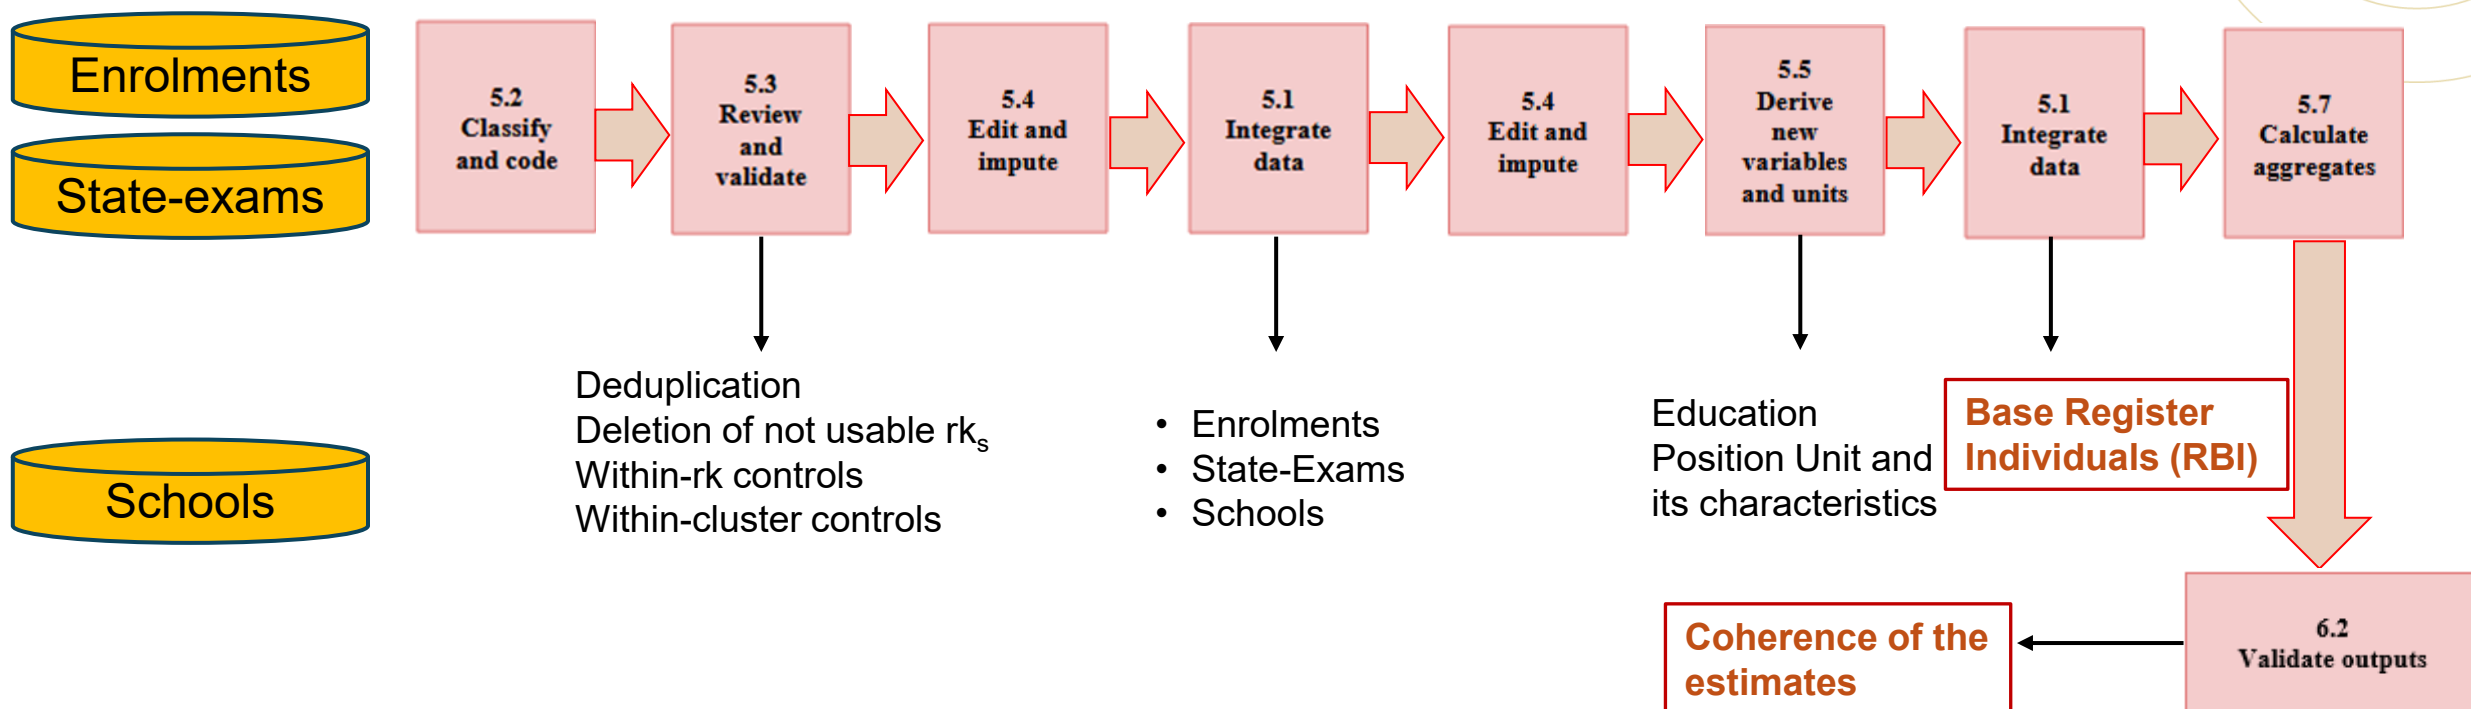 Enrolments
State-exams
Schools
5.2
Classify
and code
5.3
Review
and
validate
5.4
Edit and
impute
5.1
Integrate
data
5.4
Edit and
impute
5.5
Derive
new
variables
and units
5.1
Integrate
data
5.7
Calculate
aggregates
Deduplication
Deletion of not usable rks
Within-rk controls
Within-cluster controls
• Enrolments
• State-Exams
• Schools
Education
Position Unit and
its characteristics
Base Register
Individuals (RBI)
6.2
Validate outputs
Coherence of the
estimates